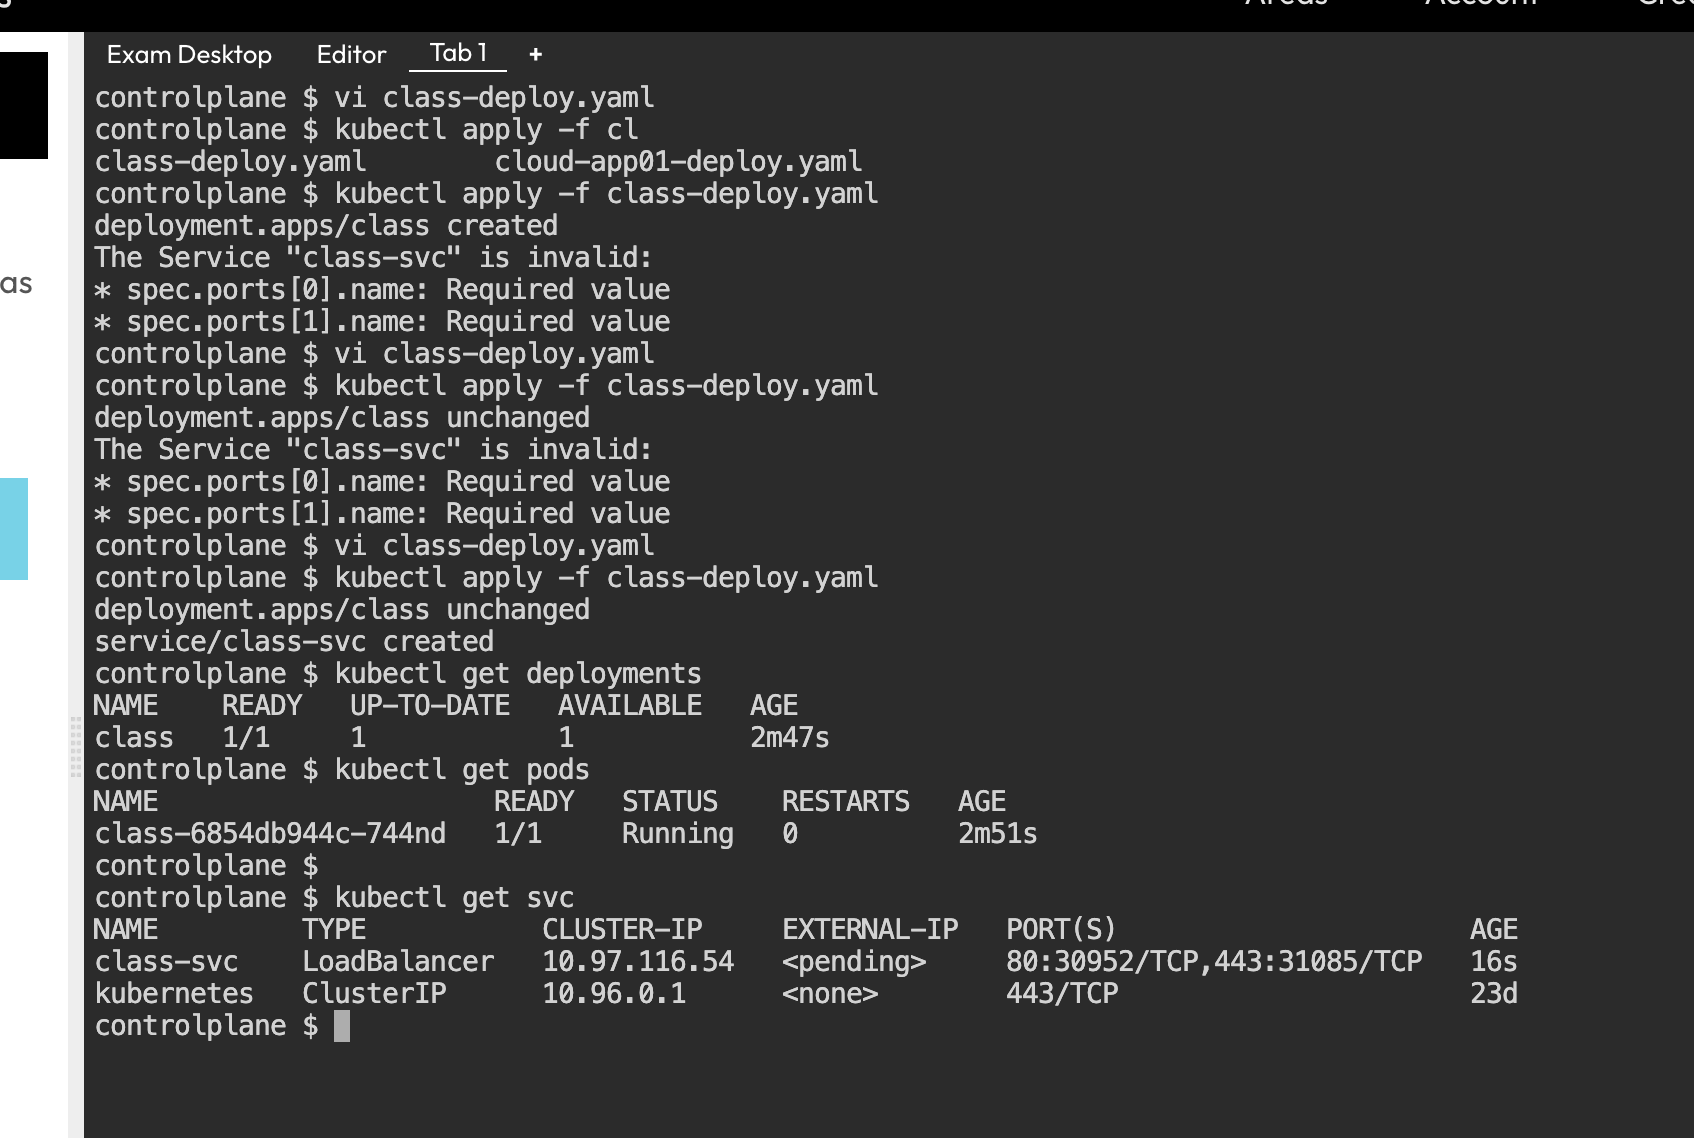 Areas Account
Exam Desktop Editor Tab 1 +
controlplane $ vi class-deploy.yaml
controlplane $ kubectl apply -f cl
class-deploy.yaml cloud-app01-deploy.yaml
controlplane $ kubectl apply -f class-deploy.yaml
deployment.apps/class created
The Service "class-svc" is invalid:
* spec.ports[0].name: Required value
* spec.ports[1].name: Required value
controlplane $ vi class-deploy.yaml
controlplane $ kubectl apply -f class-deploy.yaml
deployment.apps/class unchanged
The Service "class-svc" is invalid:
* spec.ports[0].name: Required value
* spec.ports[1].name: Required value
controlplane $ vi class-deploy.yaml
controlplane $ kubectl apply -f class-deploy.yaml
deployment.apps/class unchanged
service/class-svc created
controlplane $ kubectl get deployments
NAME READY UP-TO-DATE AVAILABLE AGE
class 1/1 1 1 2m47s
controlplane $ kubectl get pods
NAME READY STATUS RESTARTS AGE
class-6854db944c-744nd 1/1 Running 0 2m51s
controlplane $
controlplane $ kubectl get svc
NAME TYPE CLUSTER-IP EXTERNAL-IP PORT(S) AGE
class-svc LoadBalancer 10.97.116.54 <pending> 80:30952/TCP,443:31085/TCP 16s
kubernetes ClusterIP 10.96.0.1 <none> 443/TCP 23d
controlplane $
as